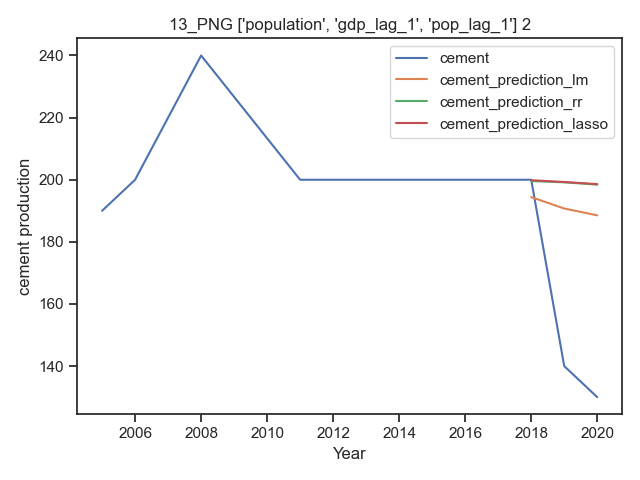 13_PNG ['population', 'gdp_lag_1', 'pop_lag_1'] 2
cement
cement_prediction_lm
cement_prediction_rr
cement_prediction_lasso
cement production
240
220
200
180
160
140
2006 2008 2010 2012 2014 2016 2018 2020
Year